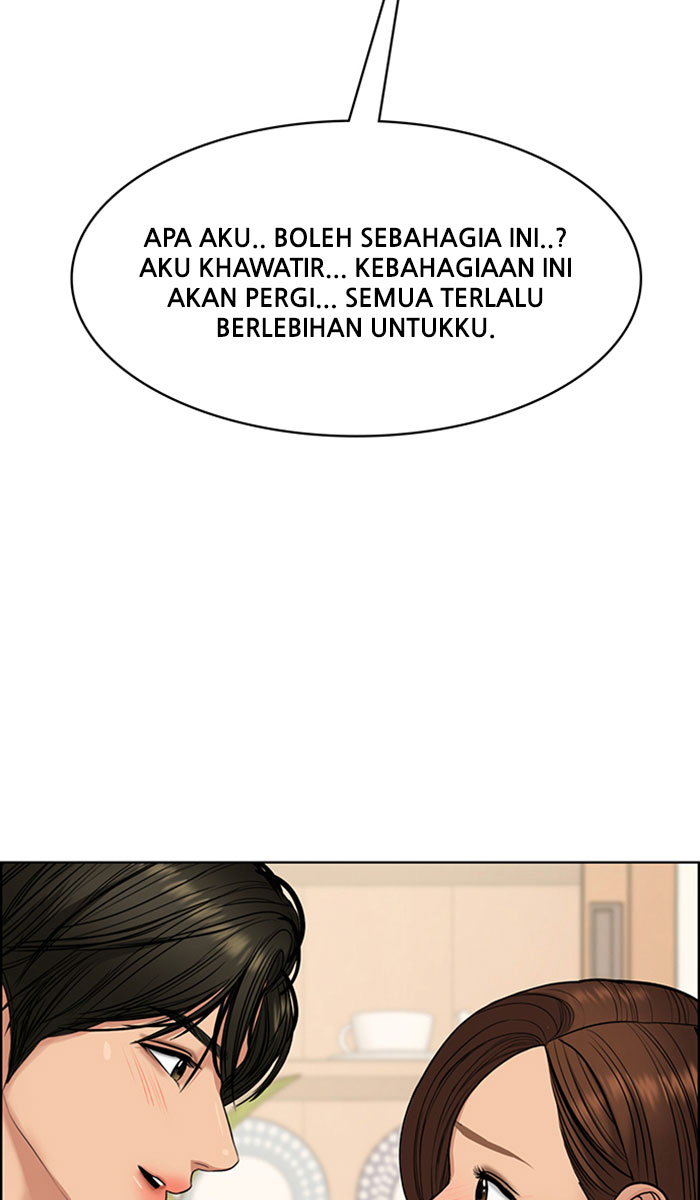 APA AKU.. BOLEH SEBAHAGIA INI..?
AKU KHAWATIR... KEBAHAGIAAN INI
AKAN PERGI... SEMUA TERLALU
BERLEBIHAN UNTUKKU.